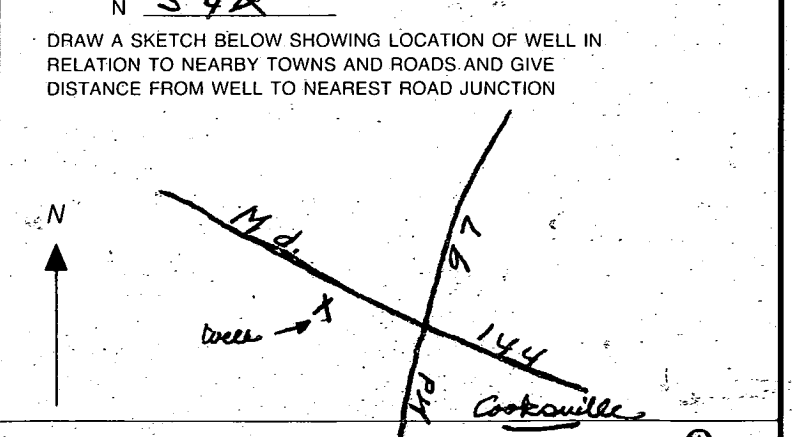 N
DRAW A SKETCH BELOW SHOWING LOCATION OF WELL IN
RELATION TO NEARBY TOWNS AND ROADS AND GIVE
DISTANCE FROM WELL TO NEAREST ROAD JUNCTION
N
Md.
97
well → X
144
Md
Cooksville